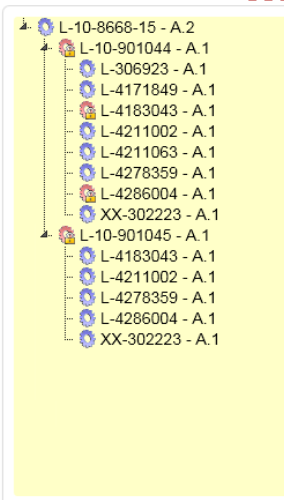 L-10-8668-15 - A.2
L-10-901044 - A.1
L-306923 - A.1
L-4171849 - A.1
L-4183043 - A.1
L-4211002 - A.1
L-4211063 - A.1
L-4278359 - A.1
L-4286004 - A.1
XX-302223 - A.1
L-10-901045 - A.1
L-4183043 - A.1
L-4211002 - A.1
L-4278359 - A.1
L-4286004 - A.1
XX-302223 - A.1